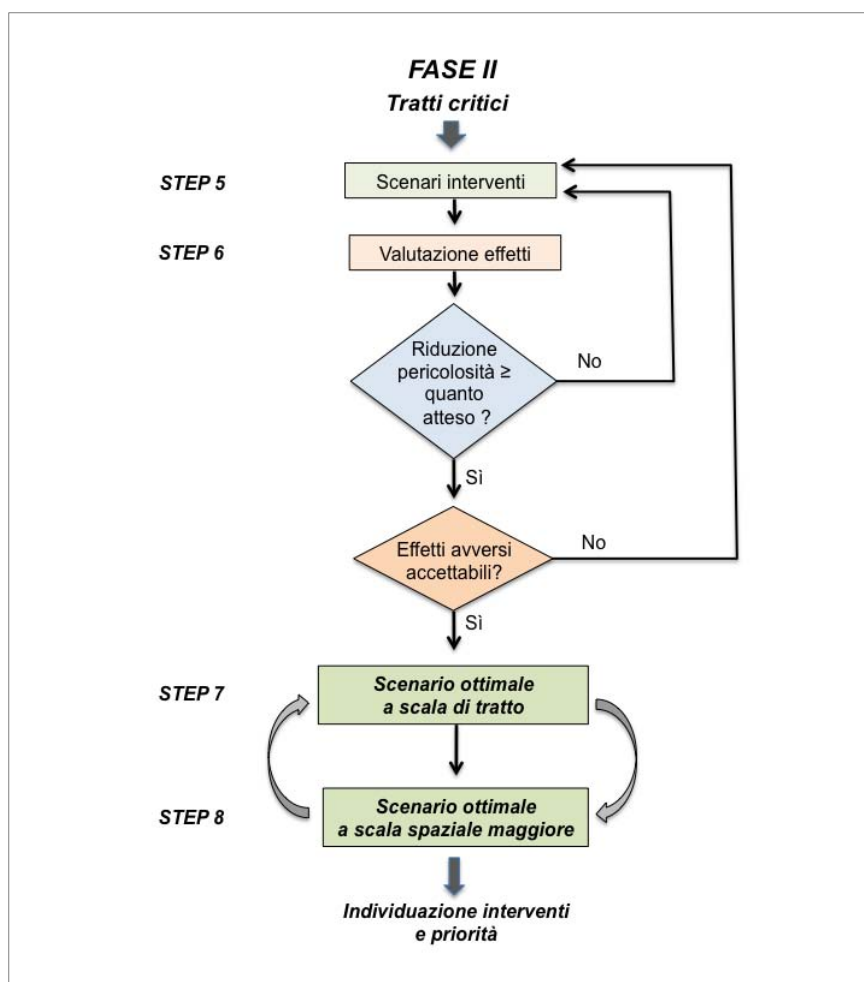 FASE II
Tratti critici
STEP 5
Scenari interventi
STEP 6
Valutazione effetti
Riduzione
pericolosità ≥
quanto
atteso ?
No
Sì
Effetti avversi
accettabili?
No
Sì
STEP 7
Scenario ottimale
a scala di tratto
STEP 8
Scenario ottimale
a scala spaziale maggiore
Individuazione interventi
e priorità